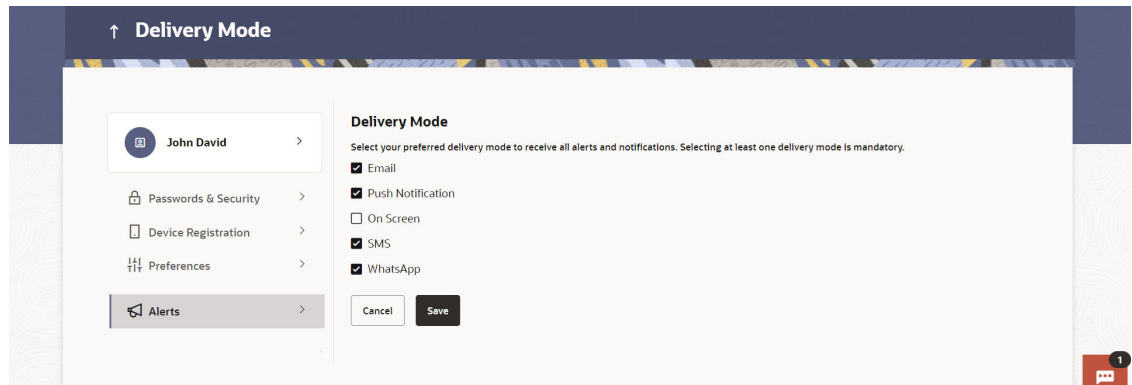 ↑ Delivery Mode
John David
Passwords & Security
Device Registration
Preferences
Alerts
Delivery Mode
Select your preferred delivery mode to receive all alerts and notifications. Selecting at least one delivery mode is mandatory.
Email
Push Notification
On Screen
SMS
WhatsApp
Cancel Save
1